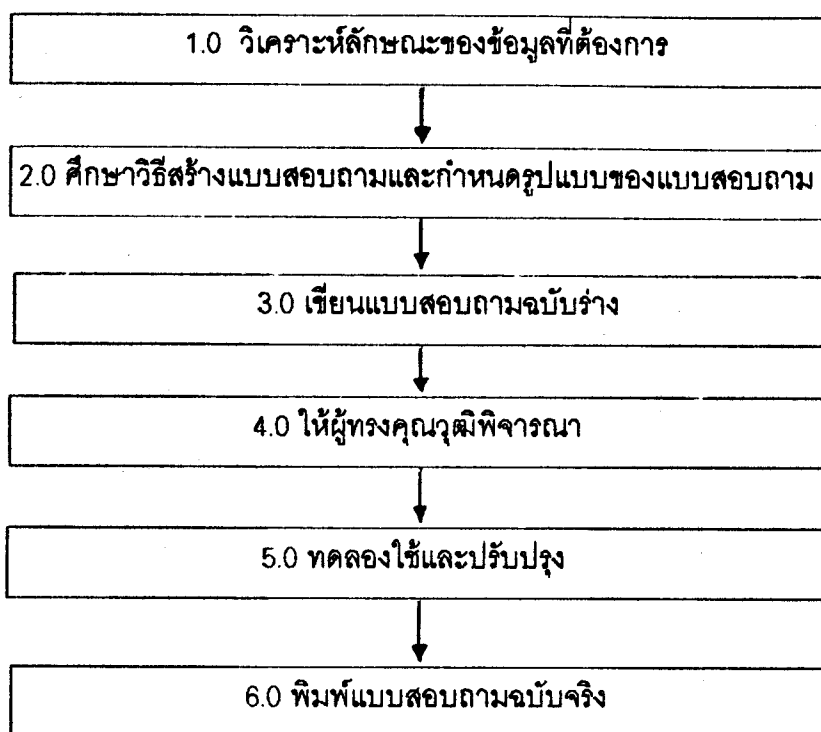 1.0 วิเคราะห์ลักษณะของข้อมูลที่ต้องการ
2.0 ศึกษาวิธีสร้างแบบสอบถามและกำหนดรูปแบบของแบบสอบถาม
3.0 เขียนแบบสอบถามฉบับร่าง
4.0 ให้ผู้ทรงคุณวุฒิพิจารณา
5.0 ทดลองใช้และปรับปรุง
6.0 พิมพ์แบบสอบถามฉบับจริง